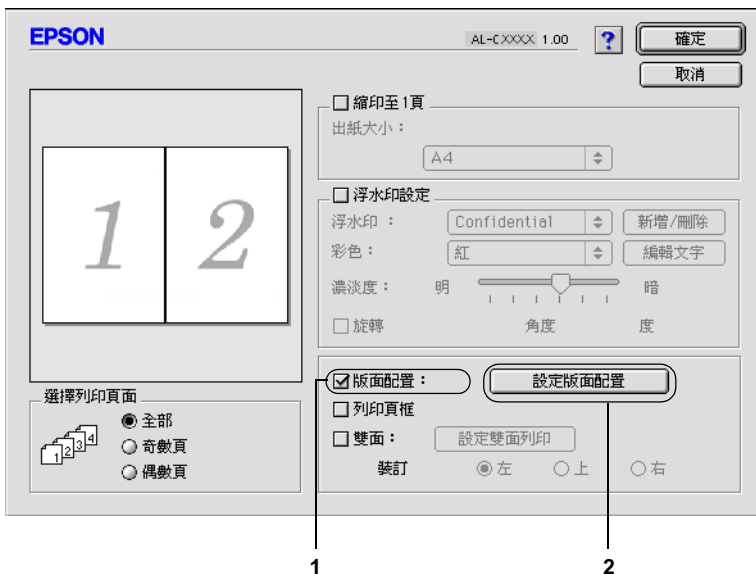 EPSON
AL-CXXXX 1.00
?
確定
取消
縮印至1頁
出紙大小：
A4
浮水印設定
浮水印：
Confidential
新增/刪除
彩色：
紅
編輯文字
濃淡度：
明
暗
旋轉
角度
度
1 2
版面配置：
設定版面配置
選擇列印頁面
1 2 3 4
全部
奇數頁
偶數頁
列印頁框
雙面：
設定雙面列印
裝訂
左
上
右
1
2